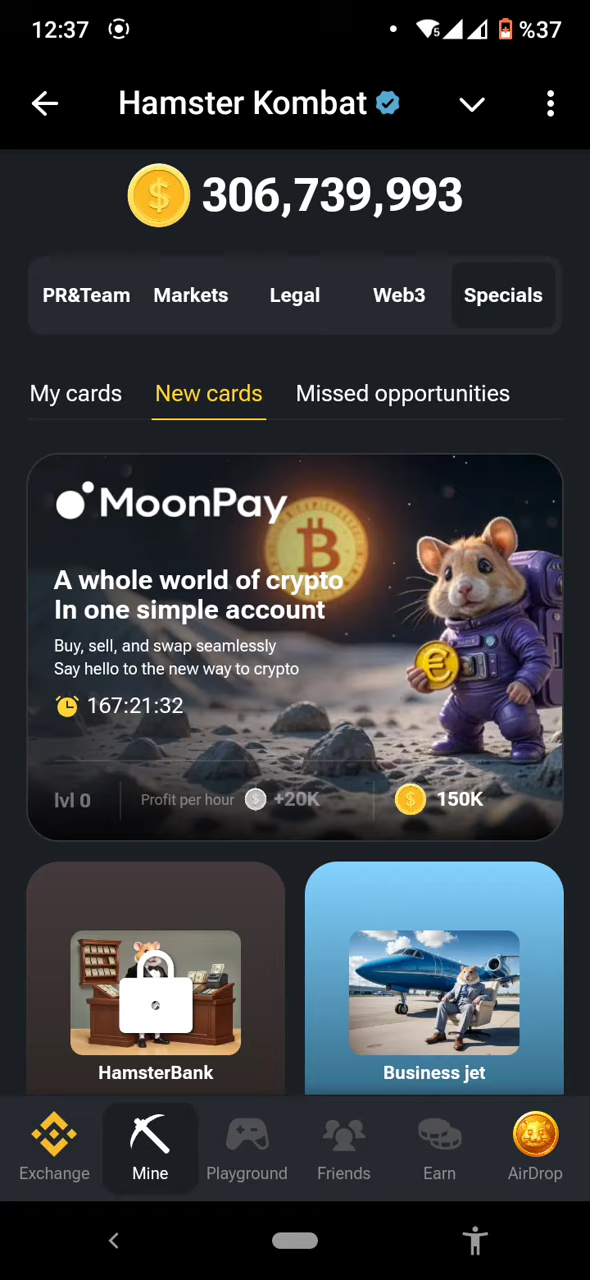 12:37
5
%37
Hamster Kombat
306,739,993
PR&Team Markets Legal Web3 Specials
My cards New cards Missed opportunities
MoonPay
A whole world of crypto
In one simple account
Buy, sell, and swap seamlessly
Say hello to the new way to crypto
167:21:32
lvl 0 Profit per hour +20K 150K
HamsterBank Business jet
Exchange Mine Playground Friends Earn AirDrop